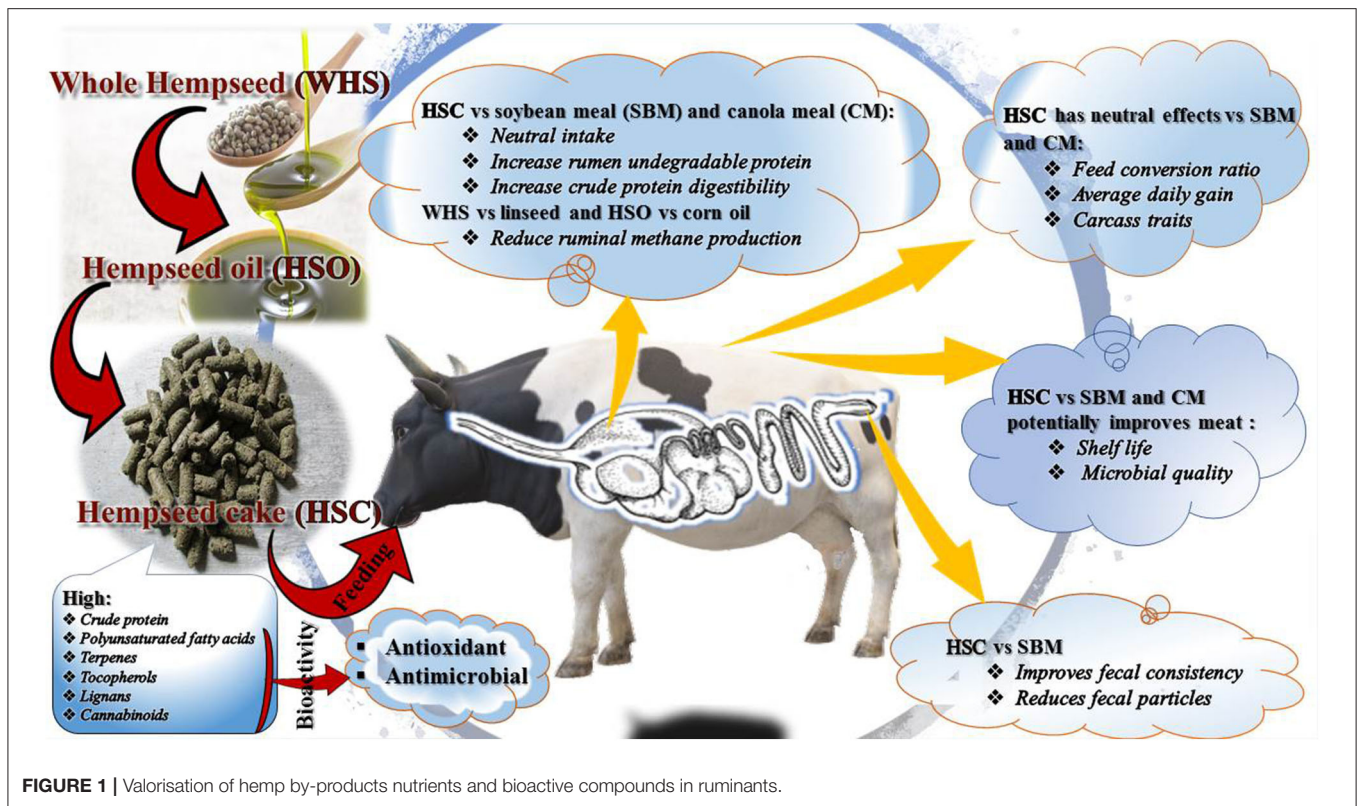 Whole Hempseed (WHS)
Hempseed oil (HSO)
Hempseed cake (HSC)
Feeding
High:
❖ Crude protein
❖ Polyunsaturated fatty acids
❖ Terpenes
❖ Tocopherols
❖ Lignans
❖ Cannabinoids
Bioactivity
▪ Antioxidant
▪ Antimicrobial
HSC vs soybean meal (SBM) and canola meal (CM):
❖ Neutral intake
❖ Increase rumen undegradable protein
❖ Increase crude protein digestibility
WHS vs linseed and HSO vs corn oil
❖ Reduce ruminal methane production
HSC has neutral effects vs SBM
and CM:
❖ Feed conversion ratio
❖ Average daily gain
❖ Carcass traits
HSC vs SBM and CM
potentially improves meat :
❖ Shelf life
❖ Microbial quality
HSC vs SBM
❖ Improves fecal consistency
❖ Reduces fecal particles
FIGURE 1 | Valorisation of hemp by-products nutrients and bioactive compounds in ruminants.